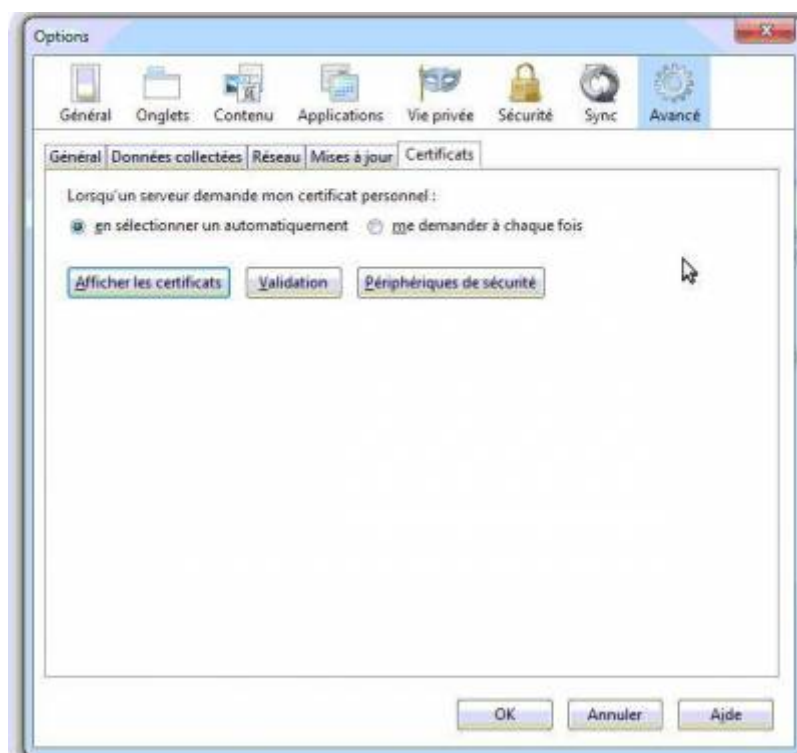 Options
Général Onglets Contenu Applications Vie privée Sécurité Sync Avancé
Général Données collectées Réseau Mises à jour Certificats
Lorsqu'un serveur demande mon certificat personnel :
en sélectionner un automatiquement me demander à chaque fois
Afficher les certificats Validation Périphériques de sécurité
OK Annuler Aide